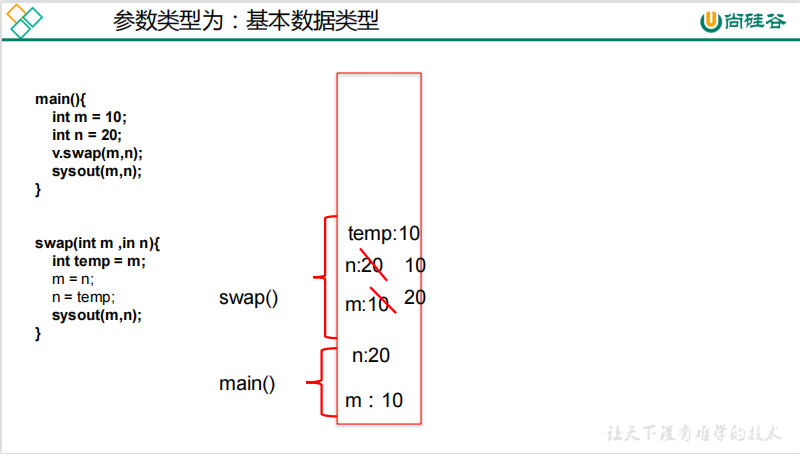 参数类型为：基本数据类型
尚硅谷
main(){
int m = 10;
int n = 20;
v.swap(m,n);
sysout(m,n);
}
swap(int m ,in n){
int temp = m;
m = n;
n = temp;
sysout(m,n);
}
temp:10
n:20 10
m:10 20
swap()
n:20
main()
m：10
让天下没有难学的技术